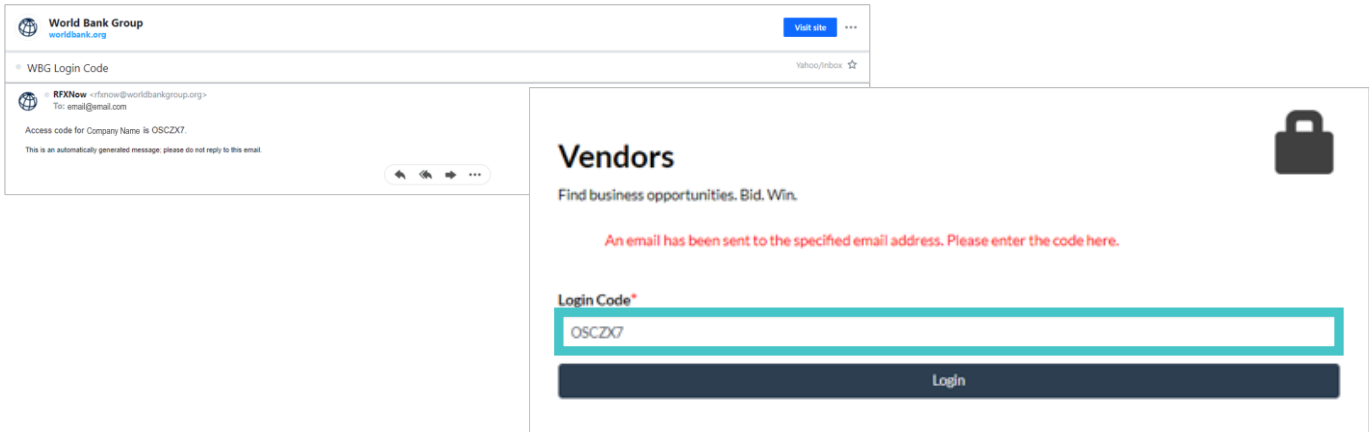 World Bank Group
worldbank.org
Visit site
WBG Login Code
Yahoo/Inbox
RFXNow <rfxnow@worldbankgroup.org>
To: email@email.com
Access code for Company Name is OSCZX7.
This is an automatically generated message; please do not reply to this email.
Vendors
Find business opportunities. Bid. Win.
An email has been sent to the specified email address. Please enter the code here.
Login Code*
OSCZX7
Login